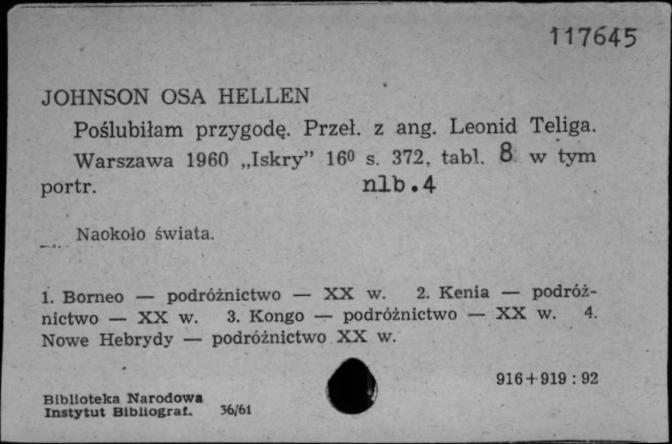 117645
JOHNSON OSA HELLEN
Poślubiłam przygodę. Przeł. z ang. Leonid Teliga.
Warszawa 1960 „Iskry” 16⁰ s. 372, tabl. 8 w tym
portr. nlb.4
Naokoło świata.
1. Borneo — podróżnictwo — XX w. 2. Kenia — podróż-
nictwo — XX w. 3. Kongo — podróżnictwo — XX w. 4.
Nowe Hebrydy — podróżnictwo XX w.
916+919 : 92
Biblioteka Narodowa
Instytut Bibliograf. 36/61